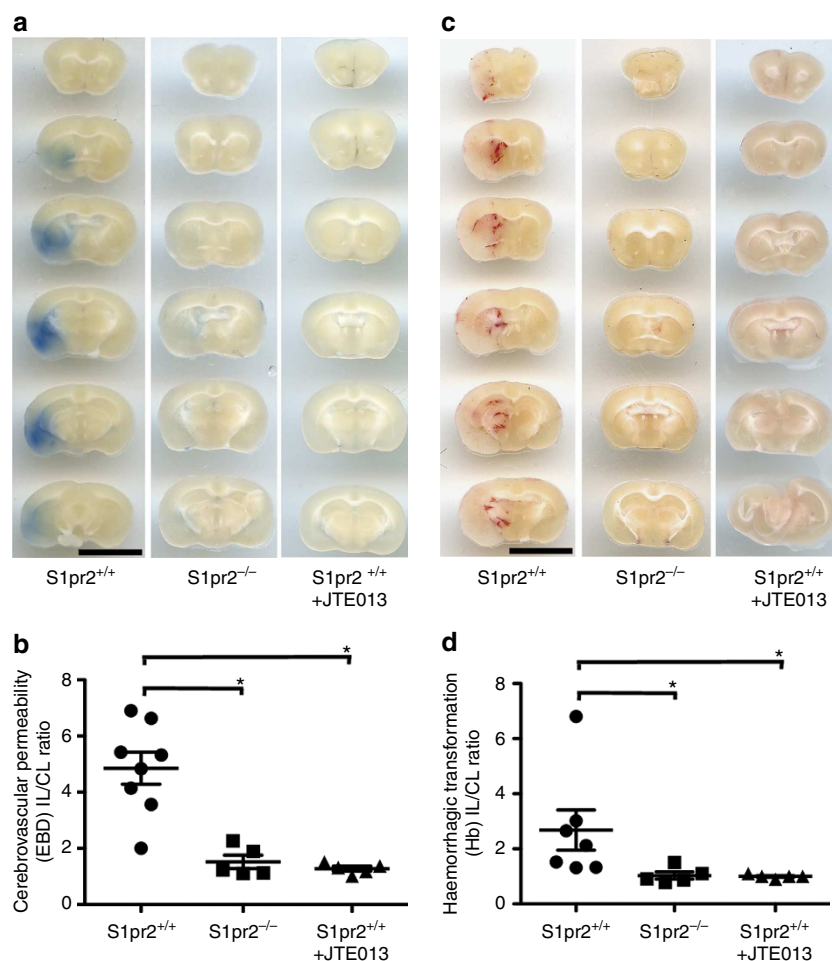 a
S1pr2+/+
S1pr2–/–
S1pr2 +/+
+JTE013
c
S1pr2+/+
S1pr2–/–
S1pr2+/+
+JTE013
b
Cerebrovascular permeability
(EBD) IL/CL ratio
8
6
4
2
0
*
*
S1pr2+/+
S1pr2–/–
S1pr2+/+
+JTE013
d
Haemorrhagic transformation
(Hb) IL/CL ratio
8
6
4
2
0
*
*
S1pr2+/+
S1pr2–/–
S1pr2+/+
+JTE013